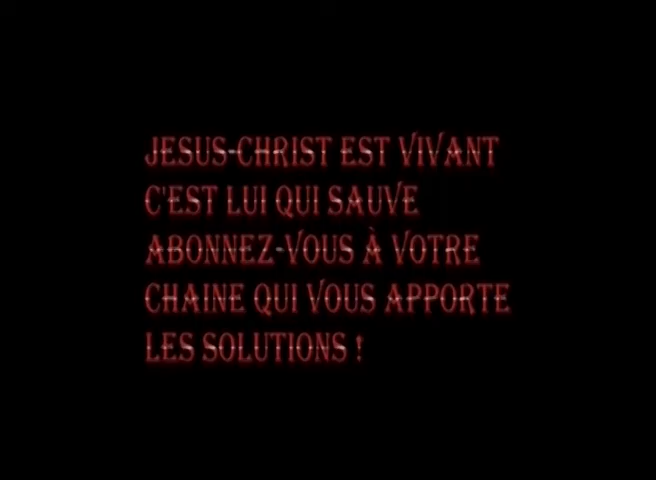 JESUS-CHRIST EST VIVANT
C'EST LUI QUI SAUVE
ABONNEZ-VOUS À VOTRE
CHAINE QUI VOUS APPORTE
LES SOLUTIONS !